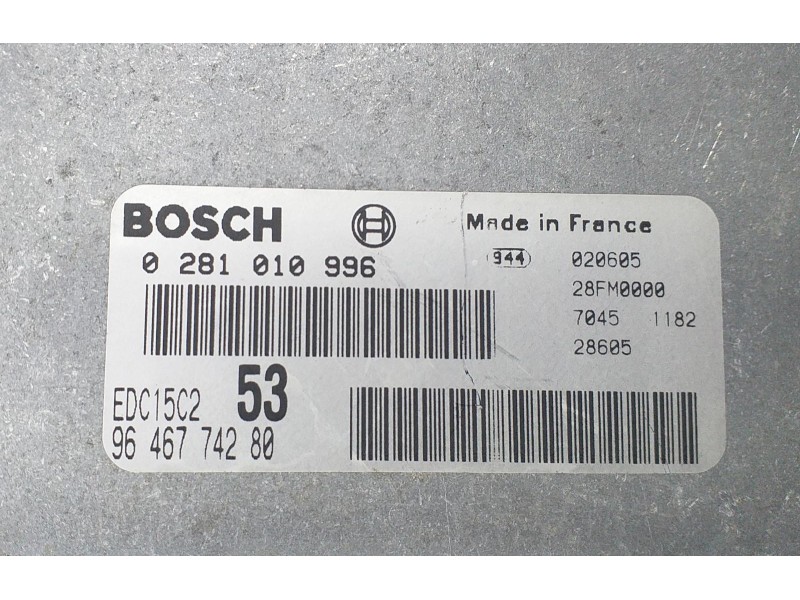 BOSCH
Made in France
0 281 010 996
944
020605
28FM0000
7045 1182
28605
EDC15C2 53
96 467 742 80